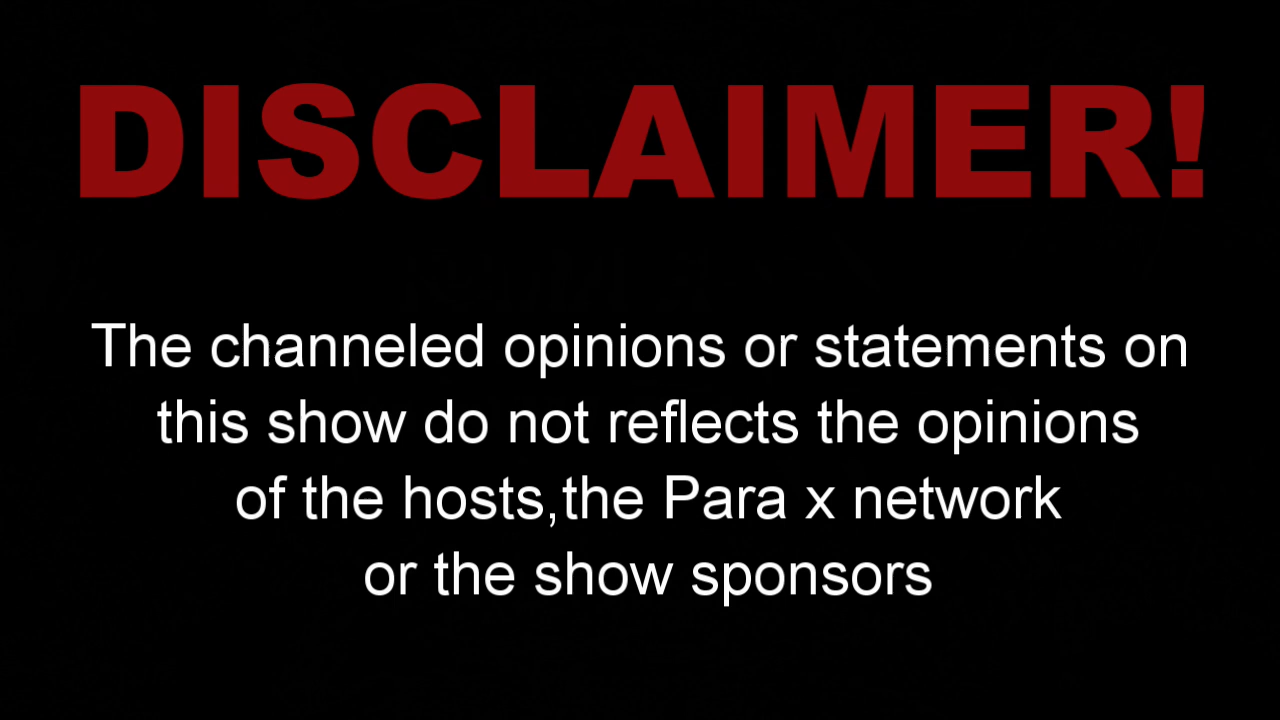 DISCLAIMER!
The channeled opinions or statements on
this show do not reflects the opinions
of the hosts,the Para x network
or the show sponsors